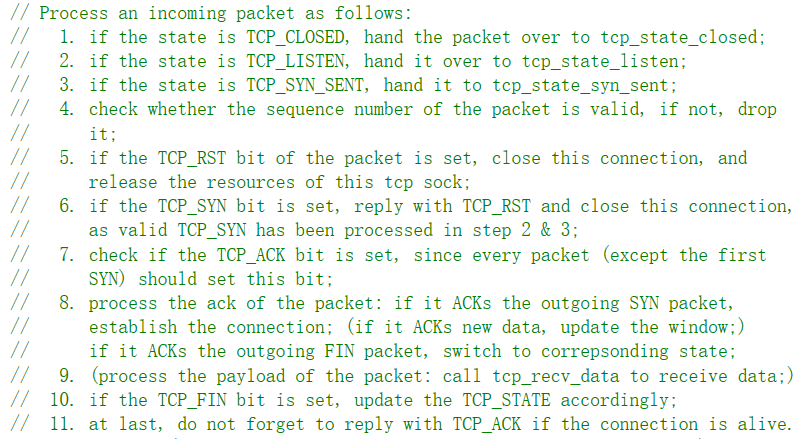 // Process an incoming packet as follows:
//   1. if the state is TCP_CLOSED, hand the packet over to tcp_state_closed;
//   2. if the state is TCP_LISTEN, hand it over to tcp_state_listen;
//   3. if the state is TCP_SYN_SENT, hand it to tcp_state_syn_sent;
//   4. check whether the sequence number of the packet is valid, if not, drop
//      it;
//   5. if the TCP_RST bit of the packet is set, close this connection, and
//      release the resources of this tcp sock;
//   6. if the TCP_SYN bit is set, reply with TCP_RST and close this connection,
//      as valid TCP_SYN has been processed in step 2 & 3;
//   7. check if the TCP_ACK bit is set, since every packet (except the first
//      SYN) should set this bit;
//   8. process the ack of the packet: if it ACKs the outgoing SYN packet,
//      establish the connection; (if it ACKs new data, update the window;)
//      if it ACKs the outgoing FIN packet, switch to correpsonding state;
//   9. (process the payload of the packet: call tcp_recv_data to receive data;)
//  10. if the TCP_FIN bit is set, update the TCP_STATE accordingly;
//  11. at last, do not forget to reply with TCP_ACK if the connection is alive.